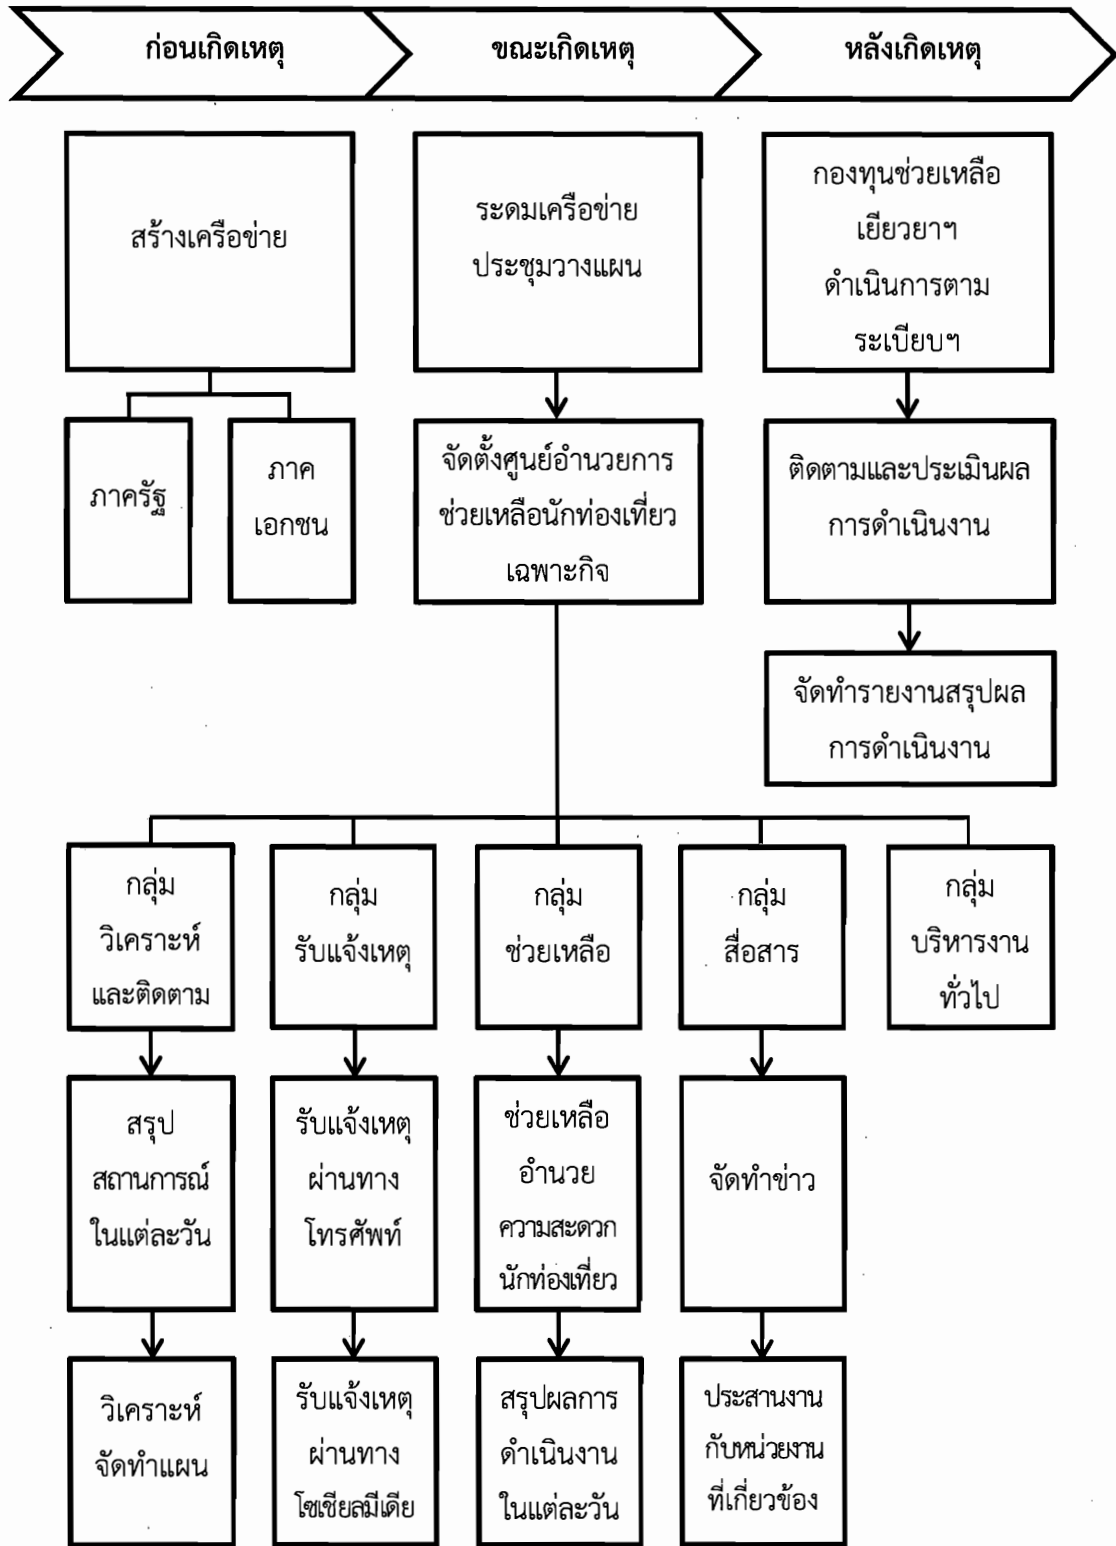 ก่อนเกิดเหตุ
ขณะเกิดเหตุ
หลังเกิดเหตุ
สร้างเครือข่าย
ภาครัฐ
ภาค
เอกชน
ระดมเครือข่าย
ประชุมวางแผน
จัดตั้งศูนย์อำนวยการ
ช่วยเหลือนักท่องเที่ยว
เฉพาะกิจ
กองทุนช่วยเหลือ
เยียวยาฯ
ดำเนินการตาม
ระเบียบฯ
ติดตามและประเมินผล
การดำเนินงาน
จัดทำรายงานสรุปผล
การดำเนินงาน
กลุ่ม
วิเคราะห์
และติดตาม
สรุป
สถานการณ์
ในแต่ละวัน
วิเคราะห์
จัดทำแผน
กลุ่ม
รับแจ้งเหตุ
รับแจ้งเหตุ
ผ่านทาง
โทรศัพท์
รับแจ้งเหตุ
ผ่านทาง
โซเชียลมีเดีย
กลุ่ม
ช่วยเหลือ
ช่วยเหลือ
อำนวย
ความสะดวก
นักท่องเที่ยว
สรุปผลการ
ดำเนินงาน
ในแต่ละวัน
กลุ่ม
สื่อสาร
จัดทำข่าว
ประสานงาน
กับหน่วยงาน
ที่เกี่ยวข้อง
กลุ่ม
บริหารงาน
ทั่วไป